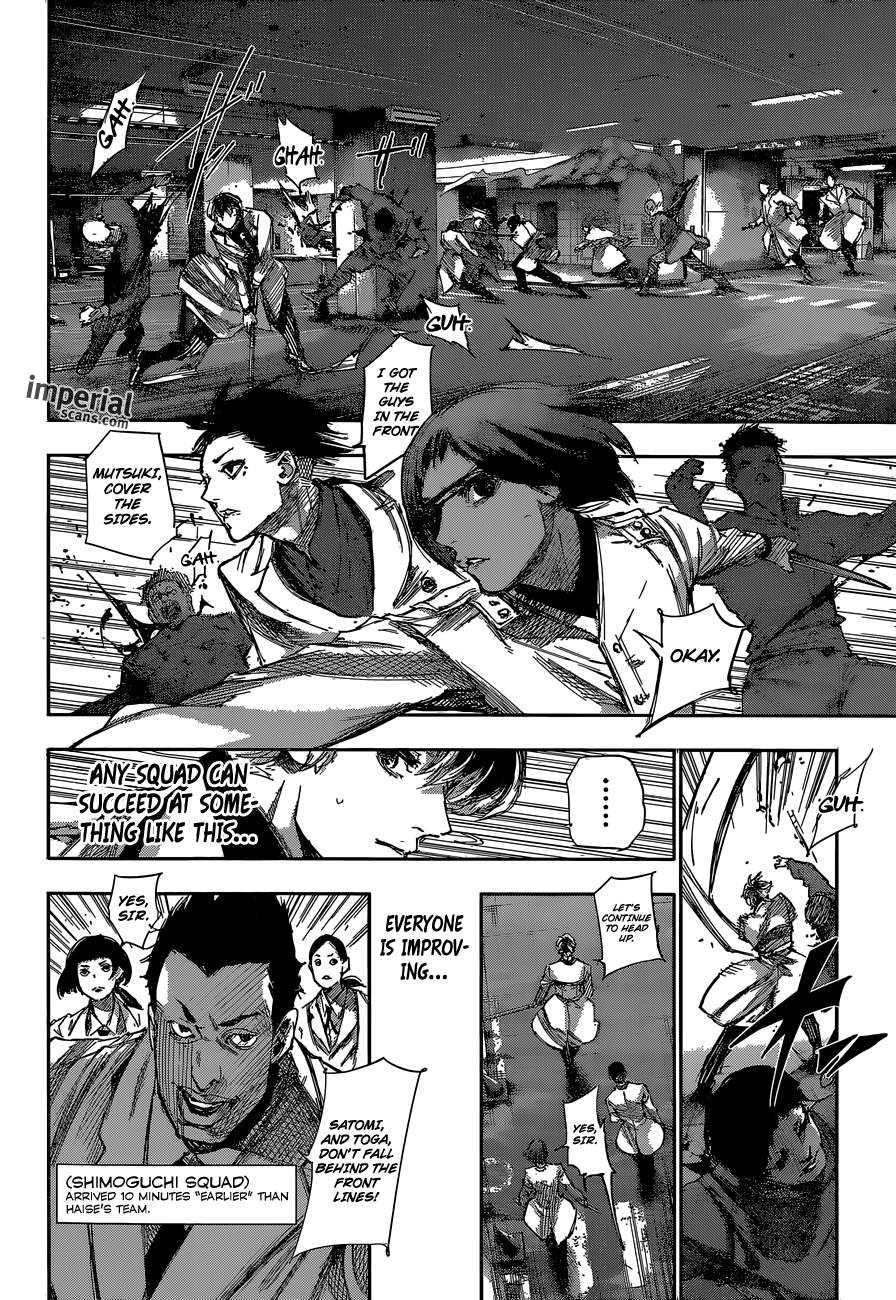 GAH.
GHAH.
GUH.
imperial
scans.com
I GOT
THE
GUYS
IN THE
FRONT.
MUTSUKI,
COVER
THE
SIDES.
GAH.
OKAY.
ANY SQUAD CAN
SUCCEED AT SOME-
THING LIKE THIS...
GUH.
LET'S
CONTINUE
TO HEAD
UP.
YES,
SIR.
EVERYONE
IS IMPROV-
ING...
YES,
SIR.
SATOMI,
AND TOGA,
DON'T FALL
BEHIND THE
FRONT
LINES!
(SHIMOGUCHI SQUAD)
ARRIVED 10 MINUTES "EARLIER" THAN
HAISE'S TEAM.